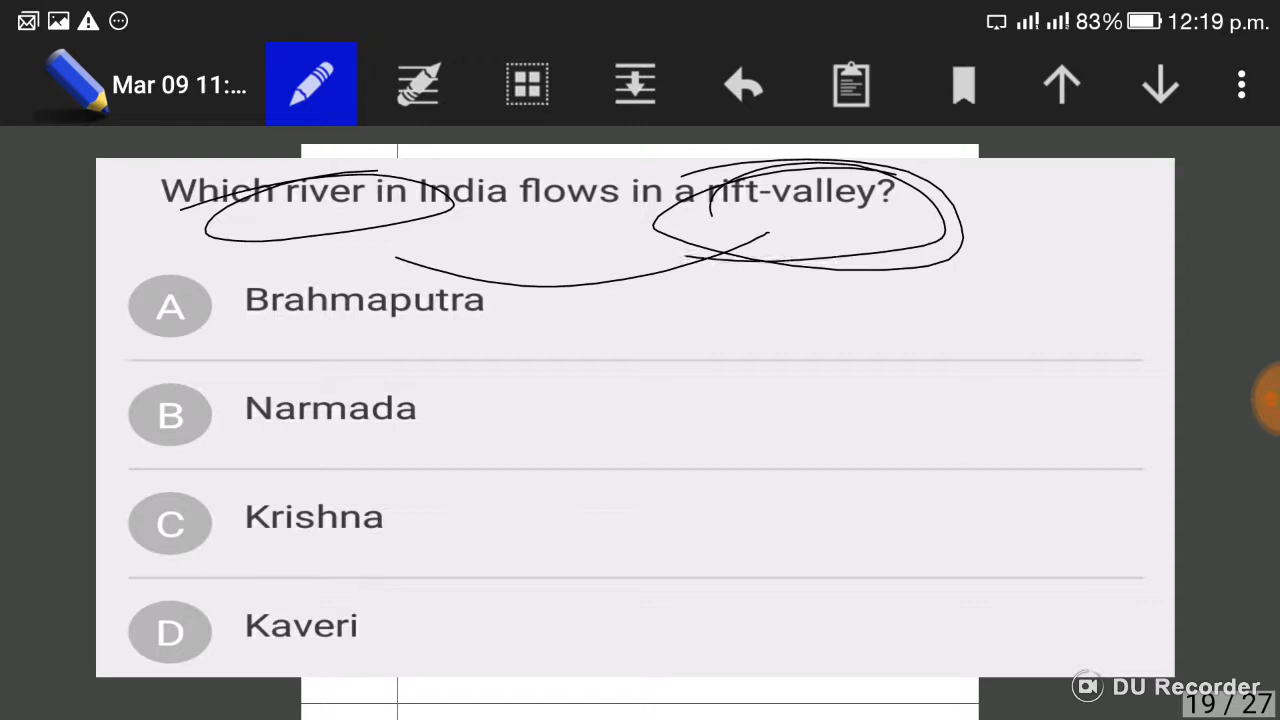 83% 12:19 p.m.
Mar 09 11:...
Which river in India flows in a rift-valley?
A Brahmaputra
B Narmada
C Krishna
D Kaveri
DU Recorder
19 / 27